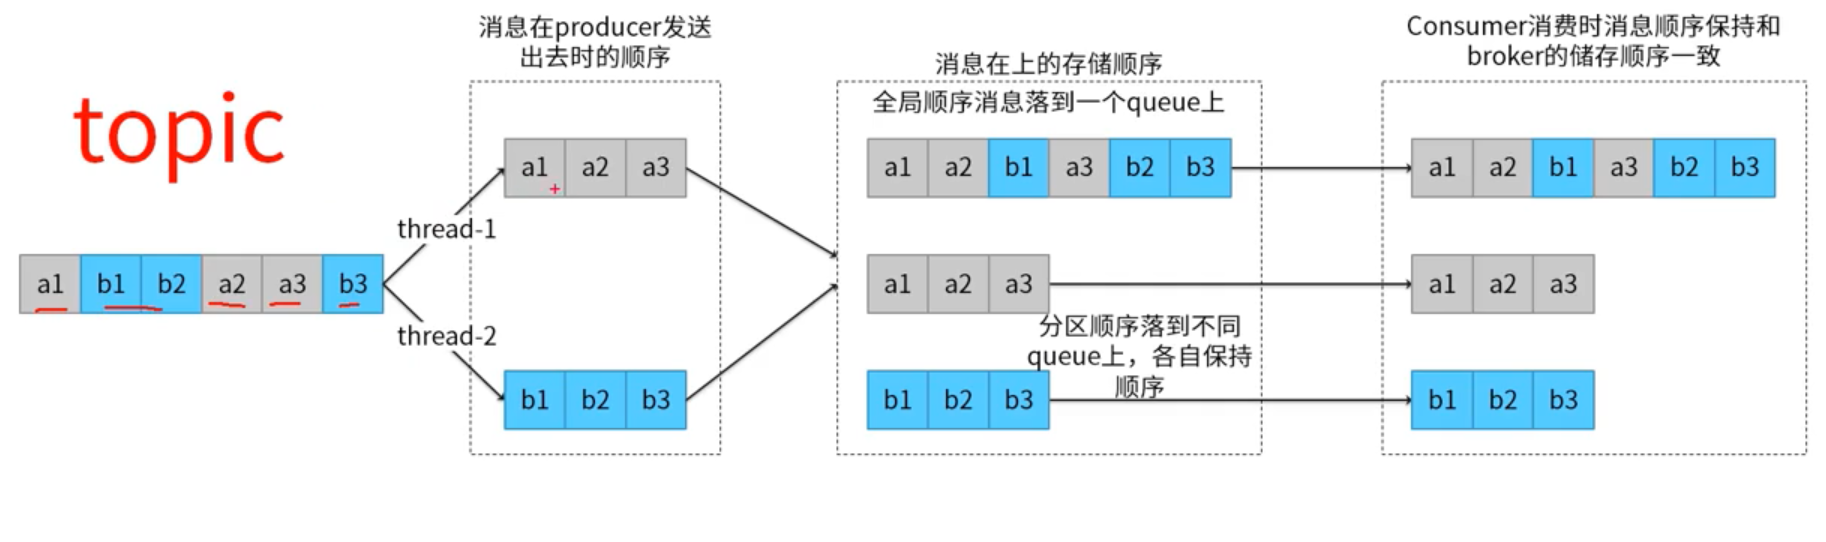 消息在producer发送
出去时的顺序
消息在上的存储顺序
Consumer消费时消息顺序保持和
broker的储存顺序一致
topic
全局顺序消息落到一个queue上
a1 a2 a3
a1 a2 b1 a3 b2 b3
a1 a2 b1 a3 b2 b3
thread-1
a1 b1 b2 a2 a3 b3
a1 a2 a3
a1 a2 a3
thread-2
分区顺序落到不同
queue上，各自保持
顺序
b1 b2 b3
b1 b2 b3
b1 b2 b3